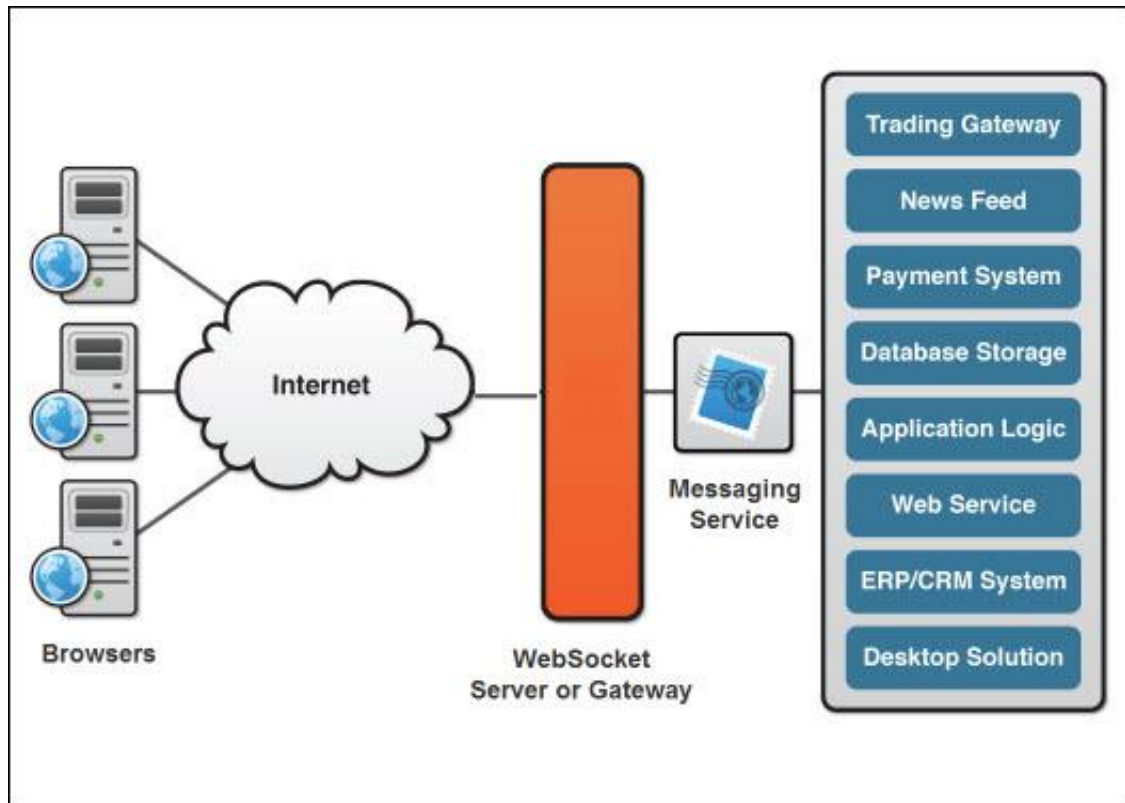 Browsers
Internet
WebSocket
Server or Gateway
Messaging
Service
Trading Gateway
News Feed
Payment System
Database Storage
Application Logic
Web Service
ERP/CRM System
Desktop Solution